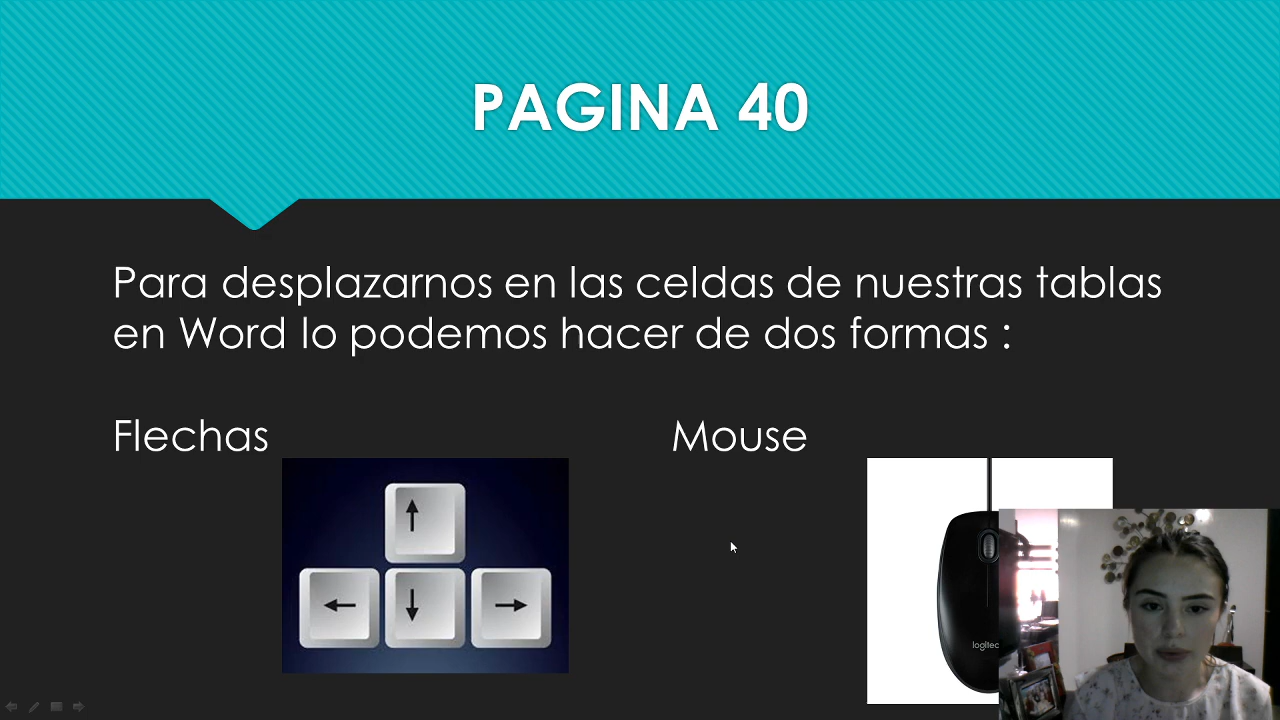 PAGINA 40
Para desplazarnos en las celdas de nuestras tablas
en Word lo podemos hacer de dos formas :
Flechas Mouse
logitec